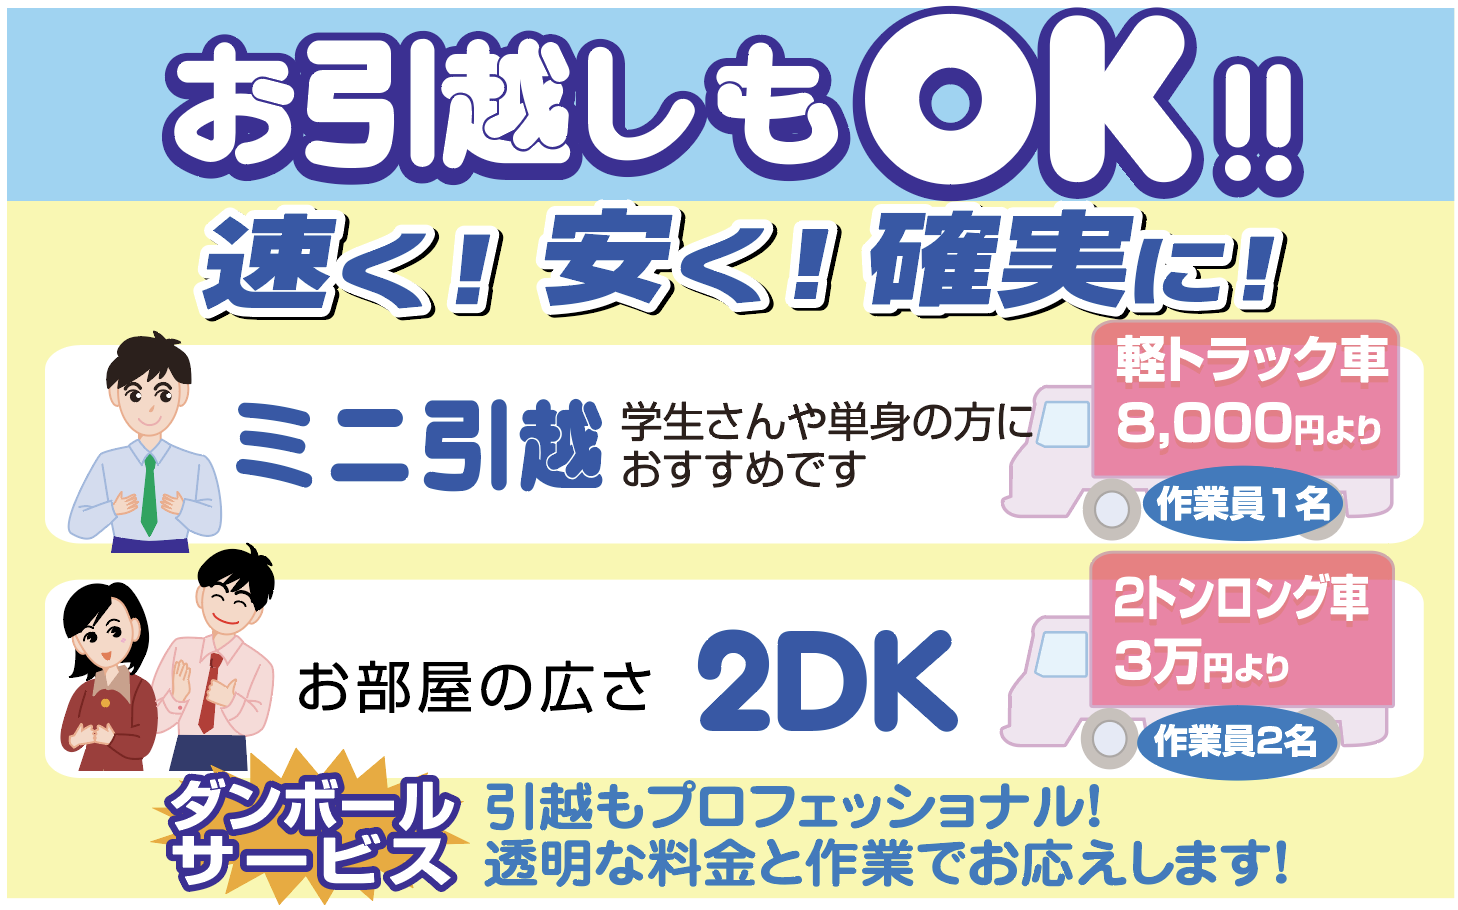 お引越しもOK!!
速く！安く！確実に！
ミニ引越
学生さんや単身の方に
おすすめです
軽トラック車
8,000円より
作業員1名
お部屋の広さ 2DK
2トンロング車
3万円より
作業員2名
ダンボール
サービス
引越もプロフェッショナル!
透明な料金と作業でお応えします!